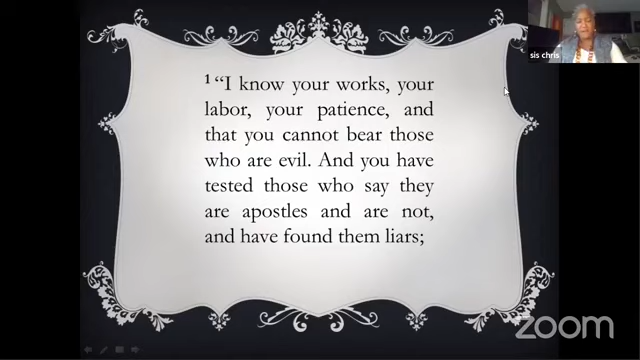 ¹ “I know your works, your
labor, your patience, and
that you cannot bear those
who are evil. And you have
tested those who say they
are apostles and are not,
and have found them liars;
sis chris
zoom